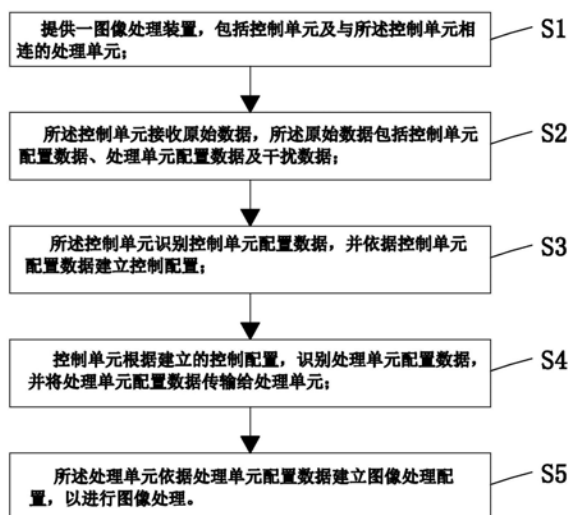 提供一图像处理装置，包括控制单元及与所述控制单元相
连的处理单元；
S1
所述控制单元接收原始数据，所述原始数据包括控制单元
配置数据、处理单元配置数据及干扰数据；
S2
所述控制单元识别控制单元配置数据，并依据控制单元
配置数据建立控制配置；
S3
控制单元根据建立的控制配置，识别处理单元配置数据，
并将处理单元配置数据传输给处理单元；
S4
所述处理单元依据处理单元配置数据建立图像处理配
置，以进行图像处理。
S5